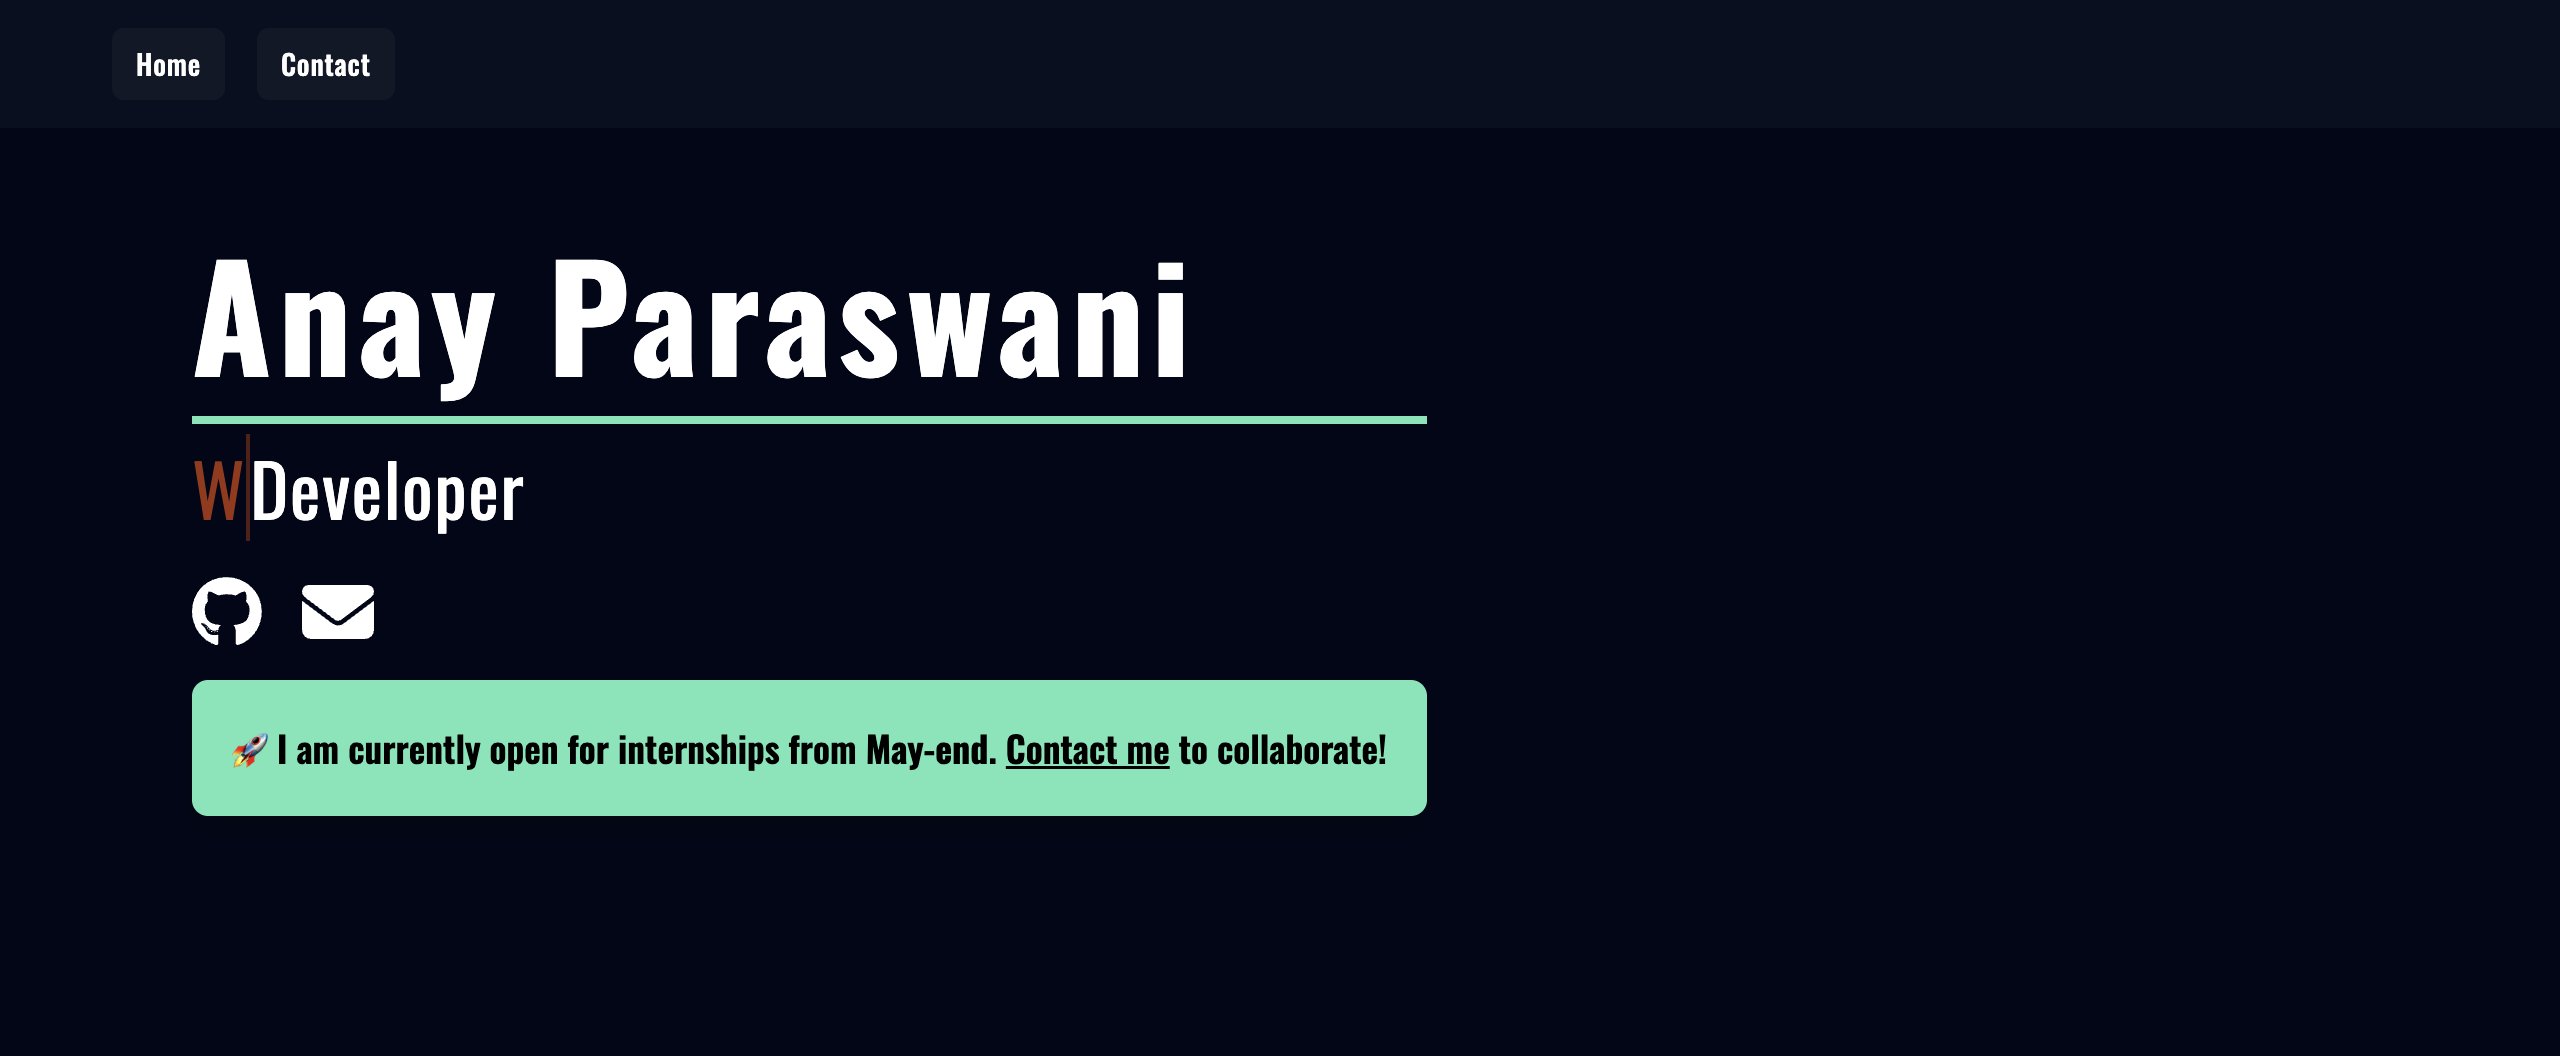 Home Contact
Anay Paraswani
W|Developer
🚀 I am currently open for internships from May-end. Contact me to collaborate!